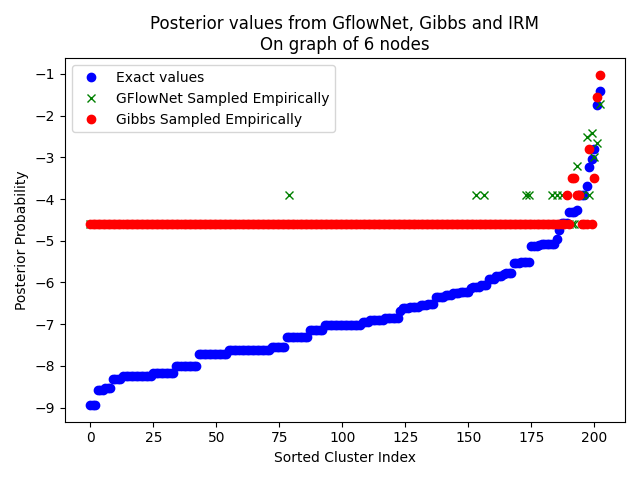 Posterior values from GflowNet, Gibbs and IRM
On graph of 6 nodes
Exact values
GFlowNet Sampled Empirically
Gibbs Sampled Empirically
Posterior Probability
−1
−2
−3
−4
−5
−6
−7
−8
−9
0 25 50 75 100 125 150 175 200
Sorted Cluster Index